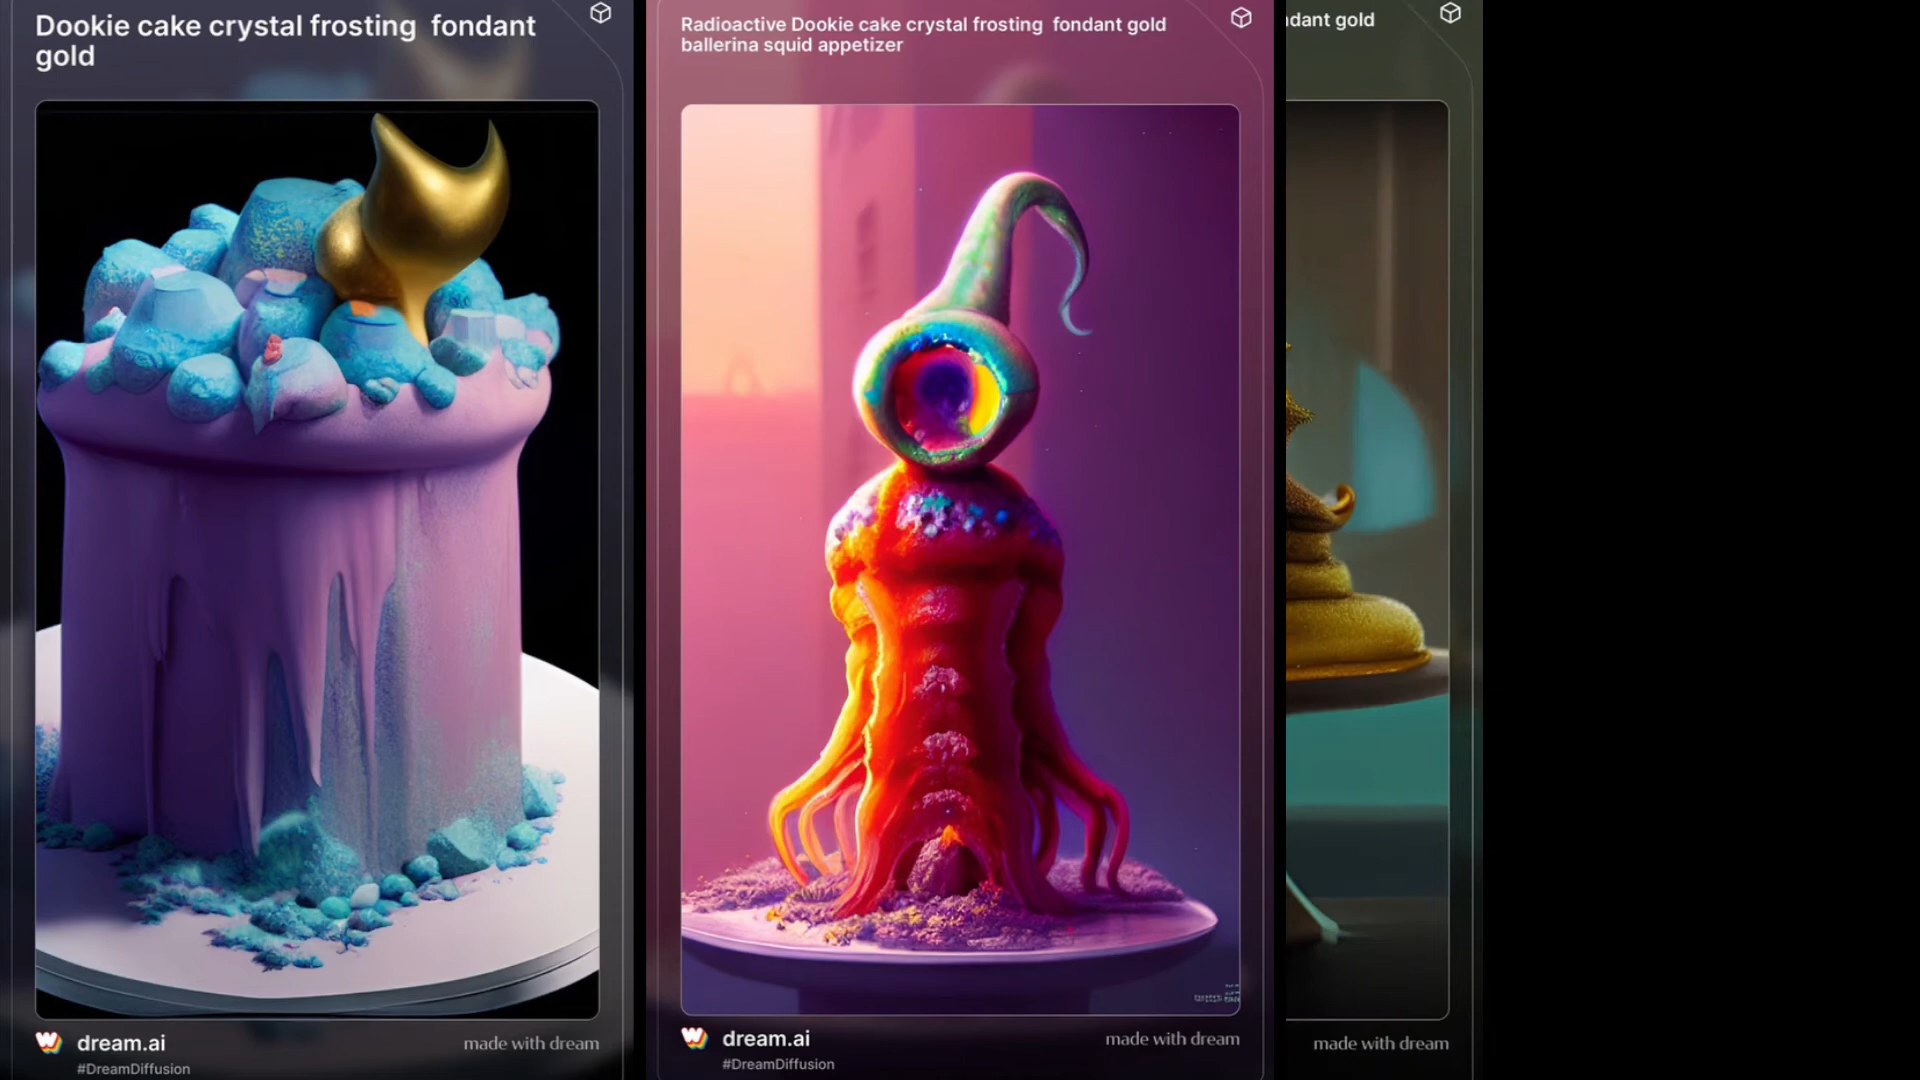 Dookie cake crystal frosting fondant
gold
dream.ai
#DreamDiffusion
made with dream
Radioactive Dookie cake crystal frosting fondant gold
ballerina squid appetizer
dream.ai
#DreamDiffusion
made with dream
dant gold
made with dream